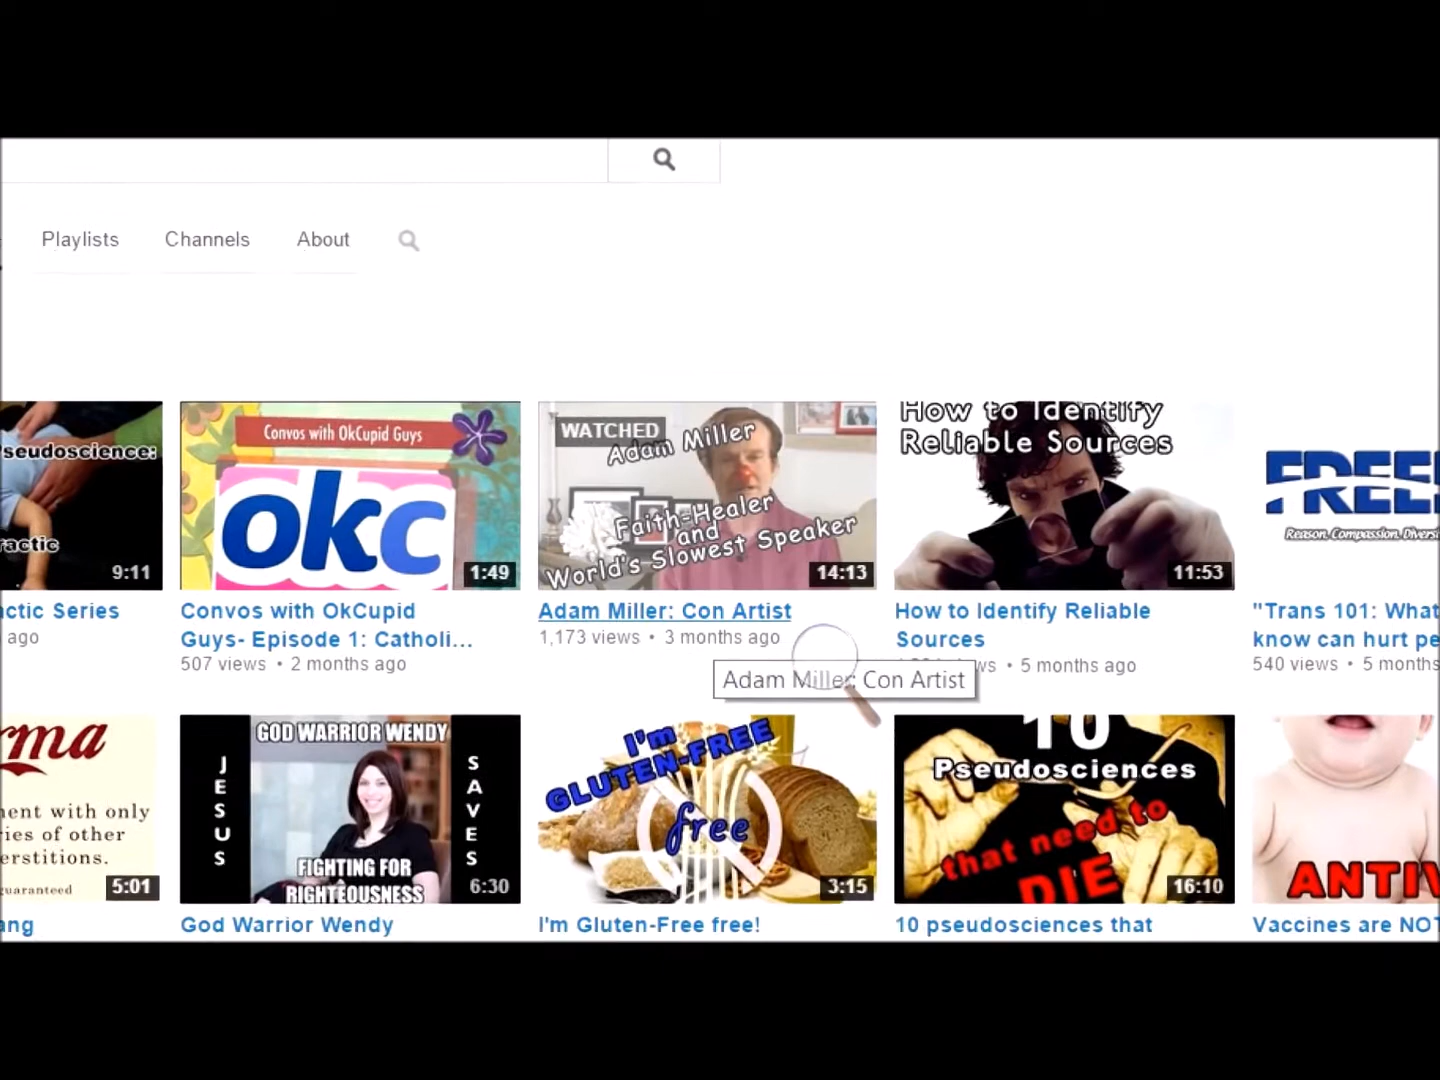 Playlists Channels About
seudoscience:
ractic
9:11
Convos with OkCupid Guys
okc
1:49
WATCHED
Adam Miller
Faith-Healer
and
World's Slowest Speaker
14:13
How to Identify
Reliable Sources
11:53
FREE
Reason. Compassion. Diversi
actic Series
ago
Convos with OkCupid
Guys- Episode 1: Catholi...
507 views • 2 months ago
Adam Miller: Con Artist
1,173 views • 3 months ago
How to Identify Reliable
Sources
ws • 5 months ago
"Trans 101: What
know can hurt pe
540 views • 5 months
Adam Miller: Con Artist
rma
ent with only
ries of other
erstitions.
guaranteed
5:01
GOD WARRIOR WENDY
JESUS
SAVES
FIGHTING FOR
RIGHTEOUSNESS
6:30
I'm
GLUTEN-FREE
free
3:15
10
Pseudosciences
that need to
DIE
16:10
ANTIV
ang
God Warrior Wendy
I'm Gluten-Free free!
10 pseudosciences that
Vaccines are NOT